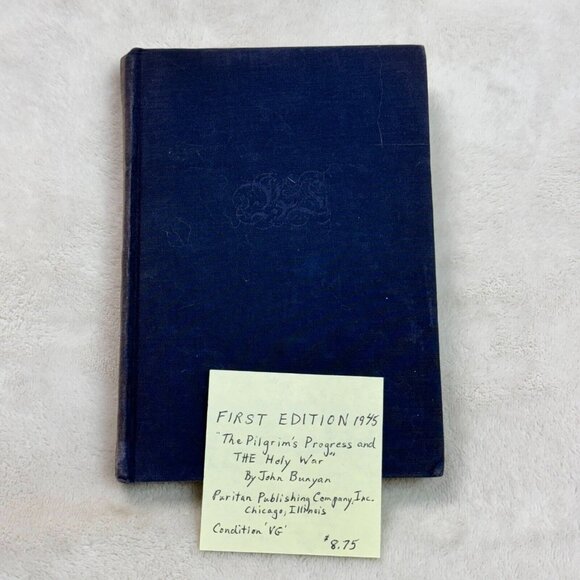 FIRST EDITION 1945
"The Pilgrim's Progress and
THE Holy War"
By John Bunyan
Puritan Publishing Company, Inc.
Chicago, Illinois
Condition 'VG'
$8.75